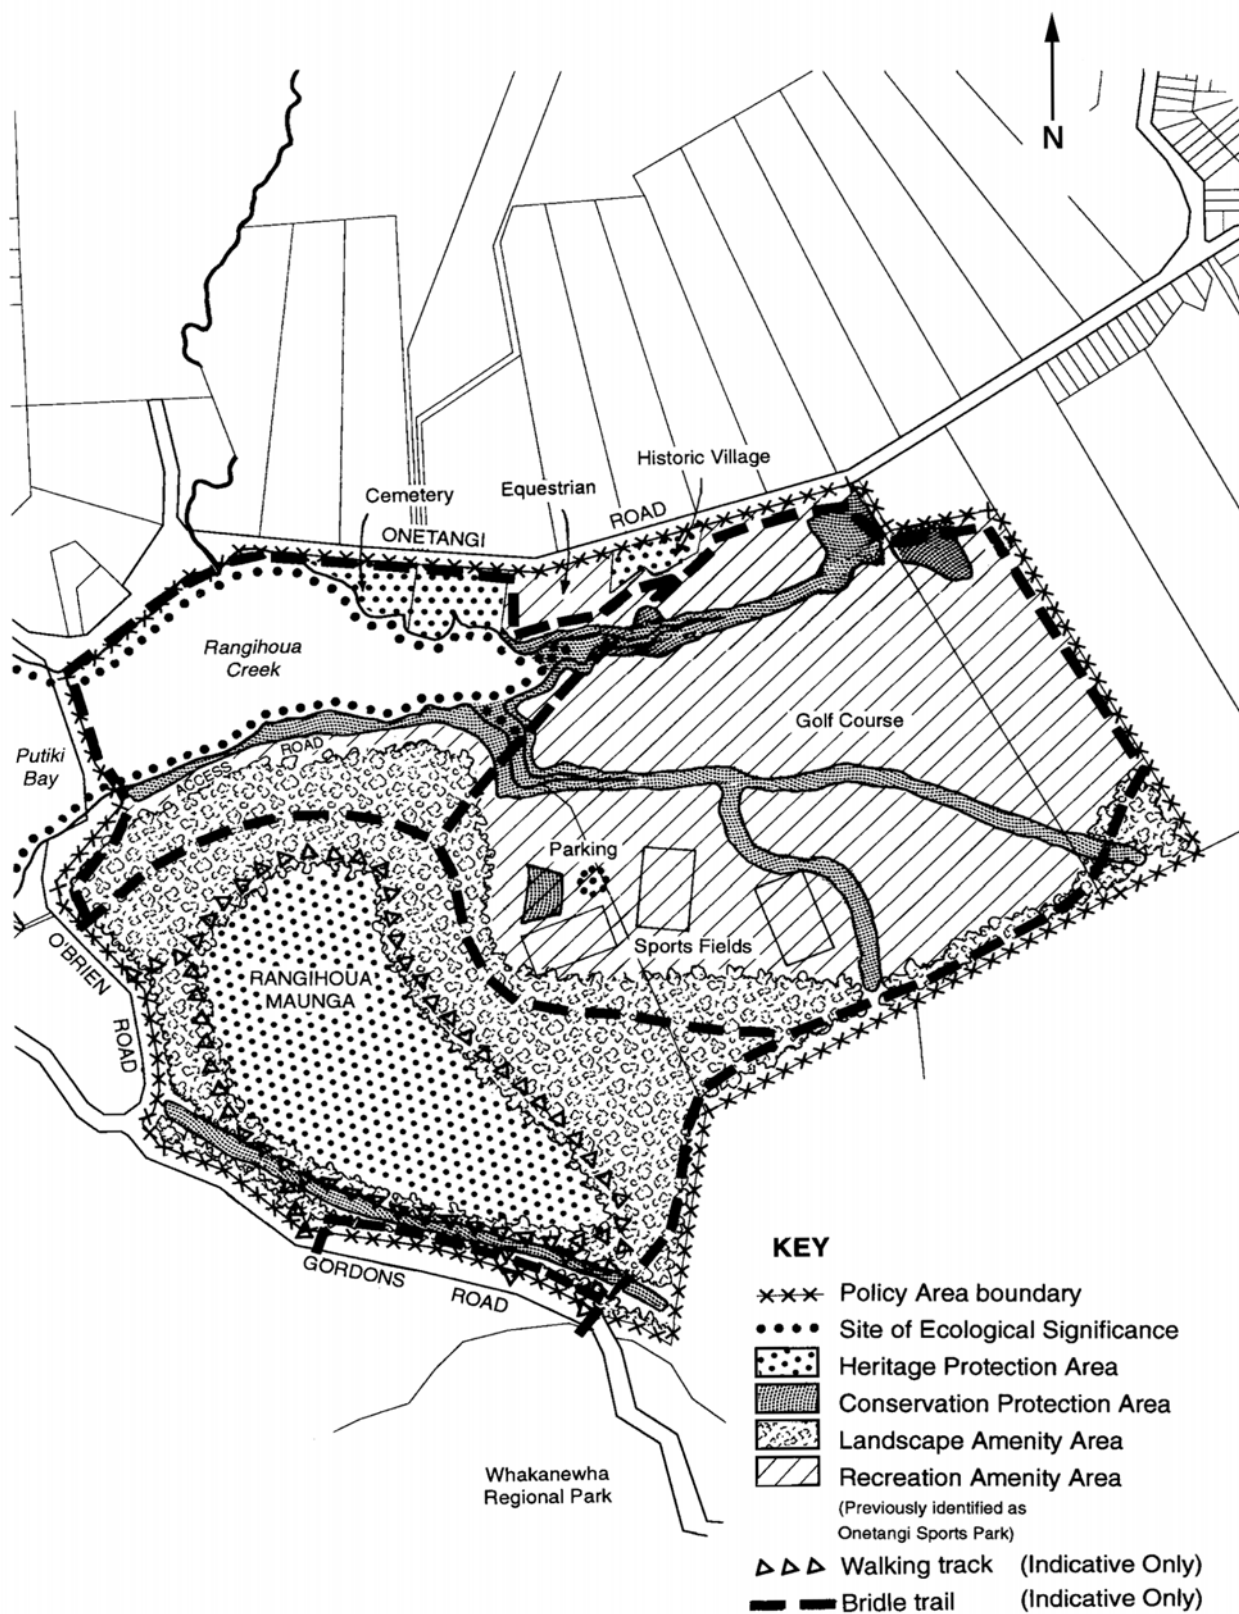 N
Historic Village
Cemetery
Equestrian
ROAD
ONETANGI
Rangihoua
Creek
Golf Course
Putiki
Bay
ACCESS ROAD
Parking
Sports Fields
RANGIHOUA
MAUNGA
O'BRIEN
ROAD
GORDONS
ROAD
Whakanewha
Regional Park
KEY
Policy Area boundary
Site of Ecological Significance
Heritage Protection Area
Conservation Protection Area
Landscape Amenity Area
Recreation Amenity Area
(Previously identified as
Onetangi Sports Park)
Walking track (Indicative Only)
Bridle trail (Indicative Only)